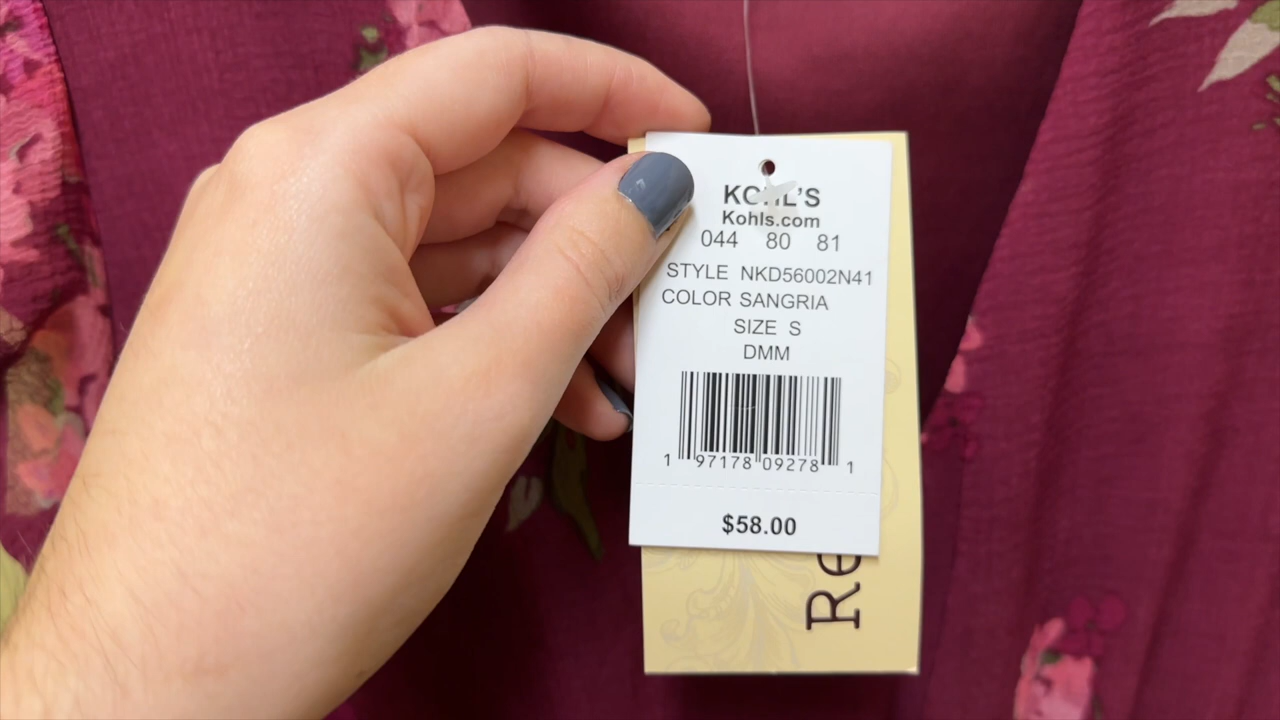 KOHL'S
Kohls.com
044 80 81
STYLE NKD56002N41
COLOR SANGRIA
SIZE S
DMM
1 97178 09278 1
$58.00
Re